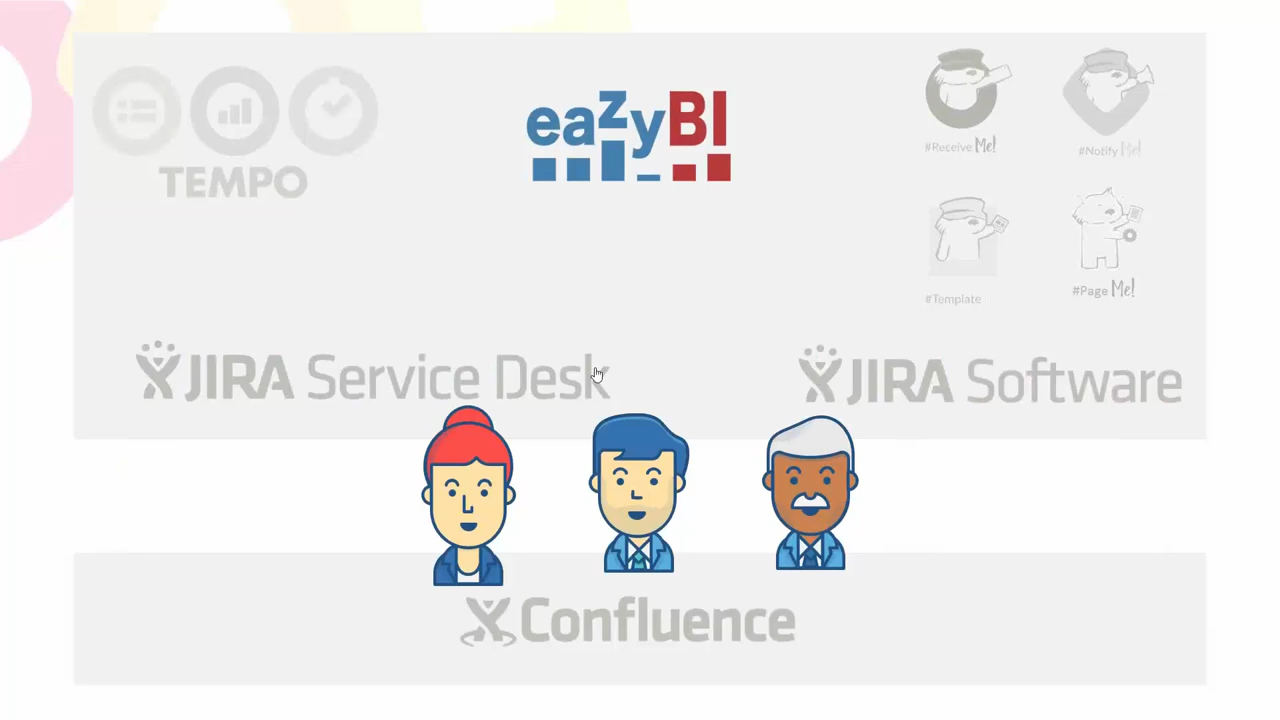 TEMPO
eazyBI
#Receive Me!
#Notify Me!
#Template
#Page Me!
JIRA Service Desk
JIRA Software
Confluence